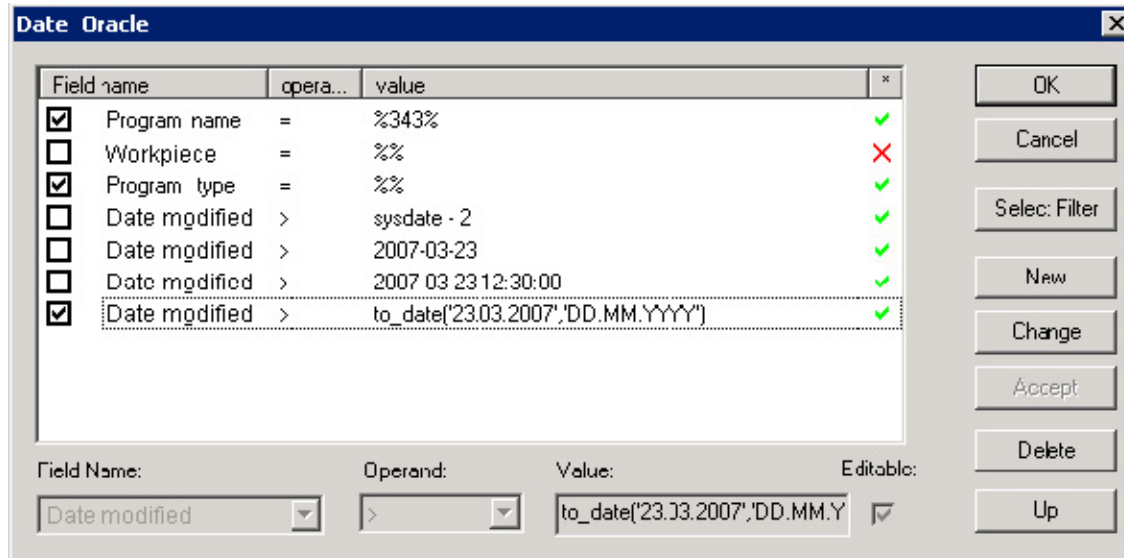 Date Oracle
Field name opera... value *
Program name = %343%
Workpiece = %%
Program type = %%
Date modified > sysdate - 2
Date modified > 2007-03-23
Date modified > 2007 03 23 12:30:00
Date modified > to_date('23.03.2007','DD.MM.YYYY')
OK
Cancel
Selec: Filter
New
Change
Accept
Delete
Up
Field Name: Operand: Value: Editable:
Date modified > to_date('23.03.2007','DD.MM.Y